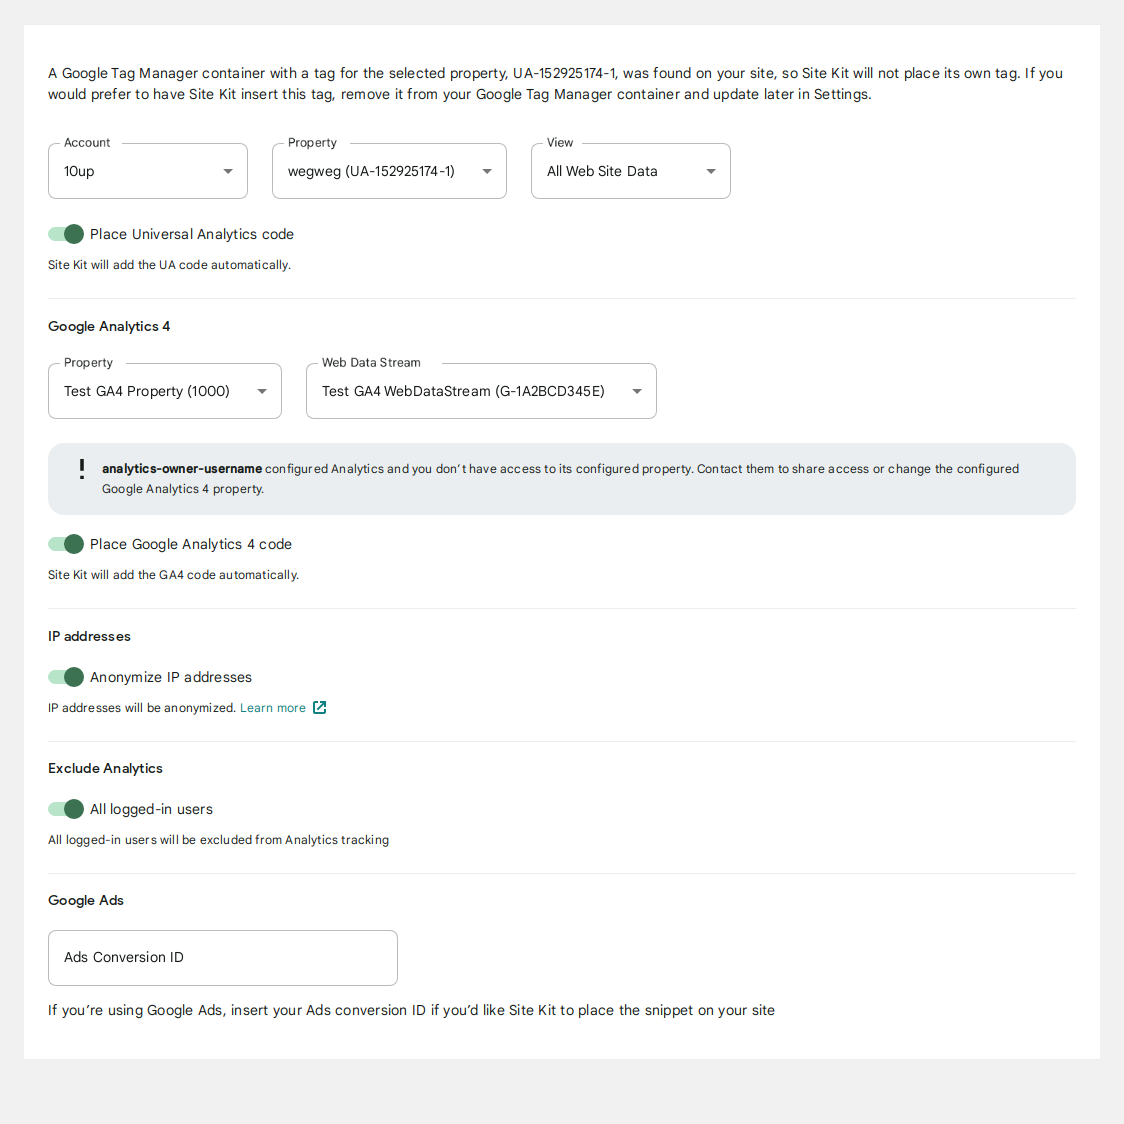 A Google Tag Manager container with a tag for the selected property, UA-152925174-1, was found on your site, so Site Kit will not place its own tag. If you
would prefer to have Site Kit insert this tag, remove it from your Google Tag Manager container and update later in Settings.
Account Property View
10up wegweg (UA-152925174-1) All Web Site Data
Place Universal Analytics code
Site Kit will add the UA code automatically.
Google Analytics 4
Property Web Data Stream
Test GA4 Property (1000) Test GA4 WebDataStream (G-1A2BCD345E)
analytics-owner-username configured Analytics and you don’t have access to its configured property. Contact them to share access or change the configured
Google Analytics 4 property.
Place Google Analytics 4 code
Site Kit will add the GA4 code automatically.
IP addresses
Anonymize IP addresses
IP addresses will be anonymized. Learn more
Exclude Analytics
All logged-in users
All logged-in users will be excluded from Analytics tracking
Google Ads
Ads Conversion ID
If you’re using Google Ads, insert your Ads conversion ID if you’d like Site Kit to place the snippet on your site